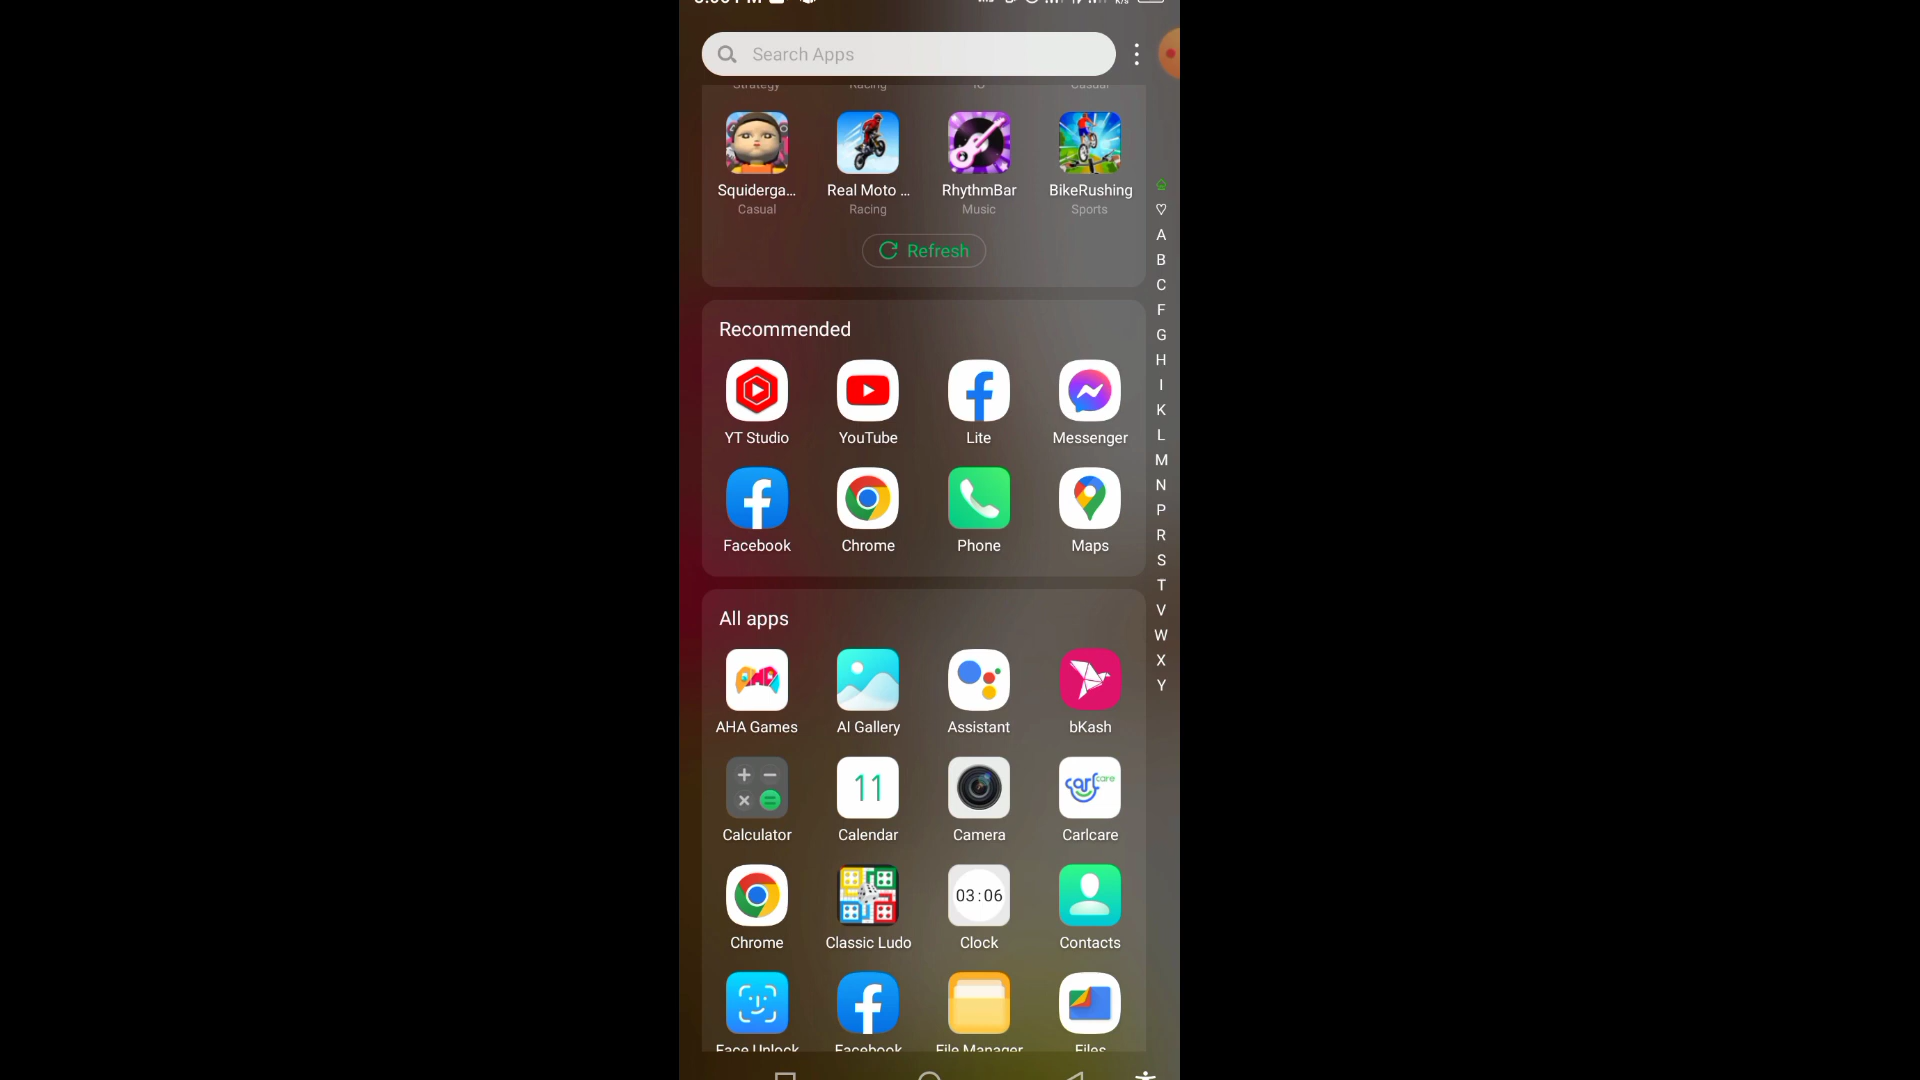 Search Apps
Strategy Racing IO Casual
Squiderga... Real Moto ... RhythmBar BikeRushing
Casual Racing Music Sports
Refresh
Recommended
YT Studio YouTube Lite Messenger
Facebook Chrome Phone Maps
All apps
AHA Games AI Gallery Assistant bKash
11
carl care
Calculator Calendar Camera Carlcare
03:06
Chrome Classic Ludo Clock Contacts
Face Unlock Facebook File Manager Files
A
B
C
F
G
H
I
K
L
M
N
P
R
S
T
V
W
X
Y